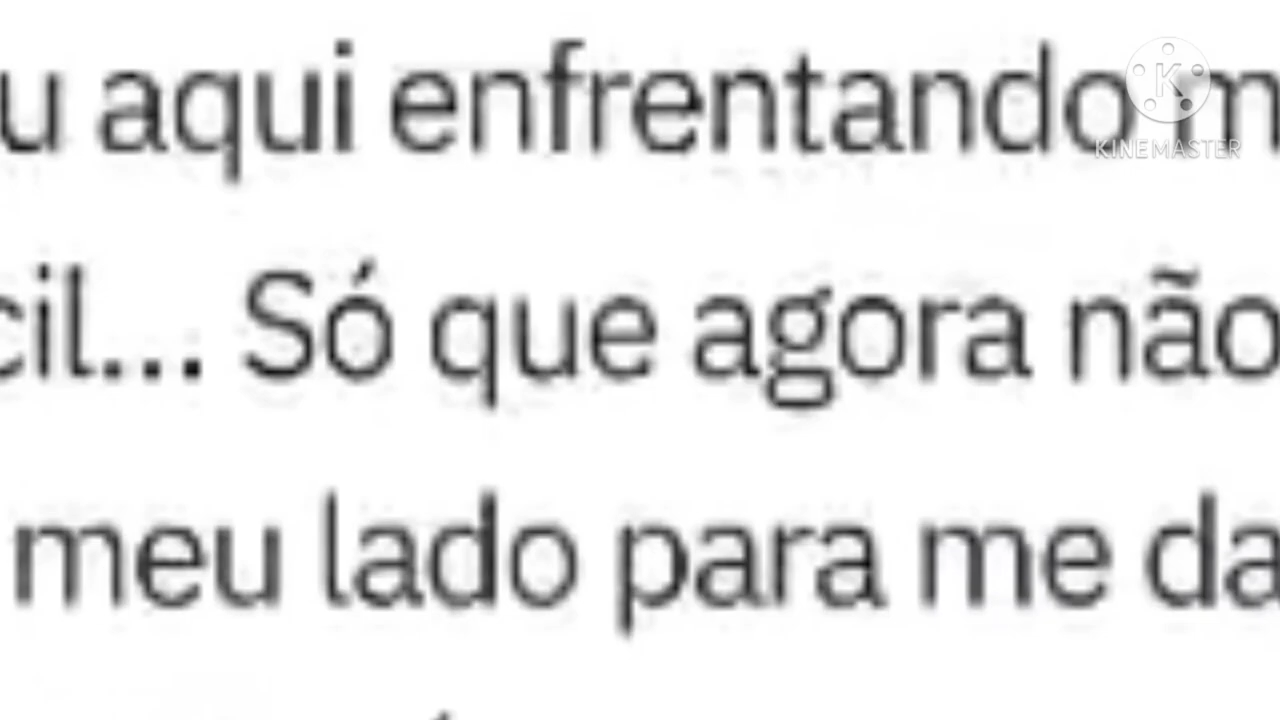 u aqui enfrentando m
cil... Só que agora não
meu lado para me da
KINEMASTER